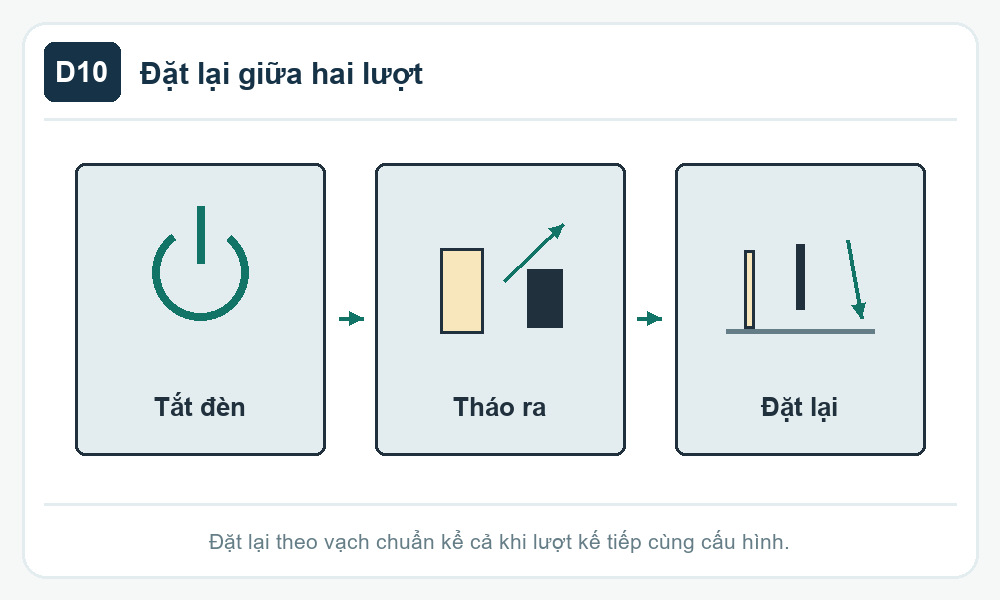 D10
Đặt lại giữa hai lượt
Tắt đèn
Tháo ra
Đặt lại
Đặt lại theo vạch chuẩn kể cả khi lượt kế tiếp cùng cấu hình.